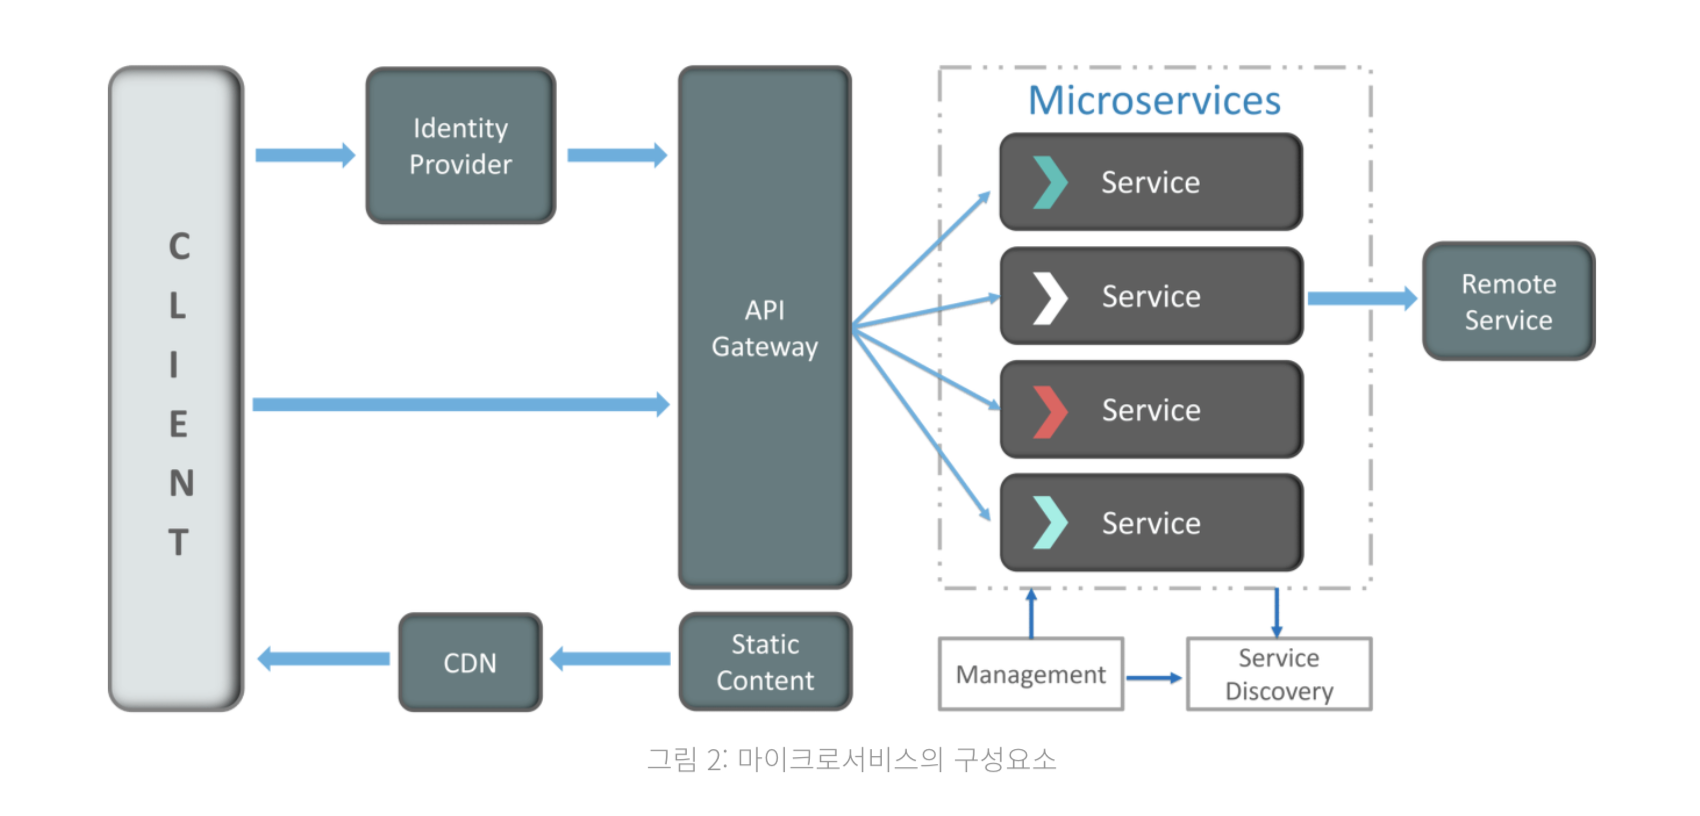 C
L
I
E
N
T
Identity
Provider
API
Gateway
Microservices
Service
Service
Service
Service
Remote
Service
CDN
Static
Content
Management
Service
Discovery
그림 2: 마이크로서비스의 구성요소